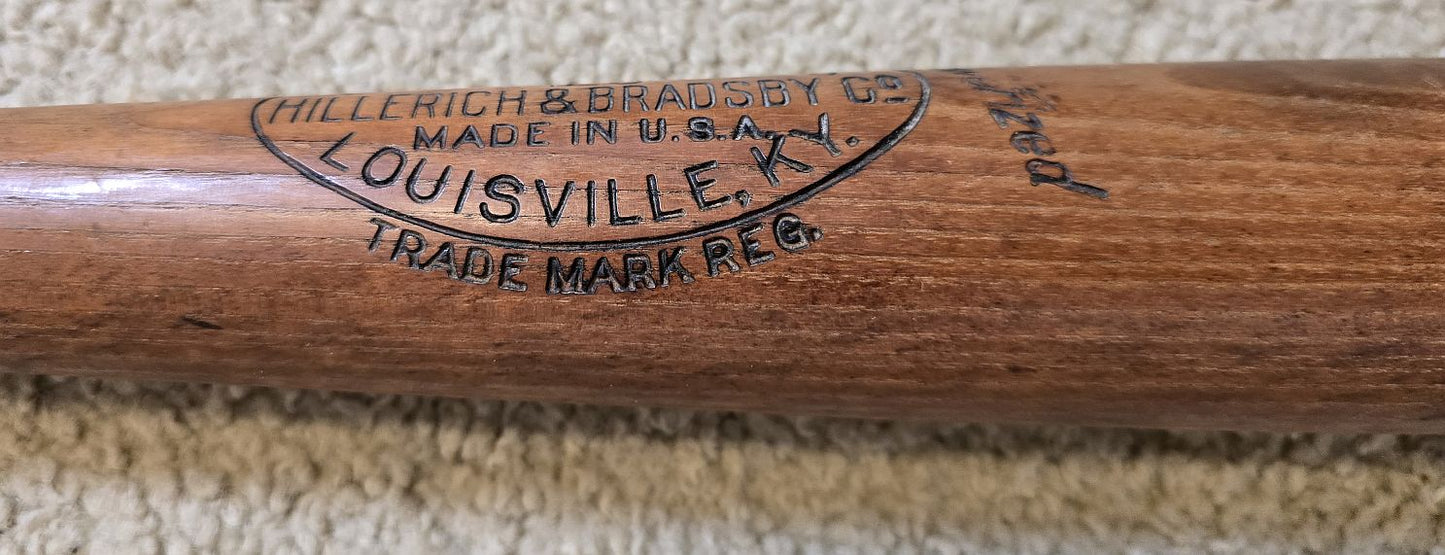 HILLERICH & BRADSBY Cº
MADE IN U.S.A.
LOUISVILLE, KY.
TRADE MARK REG.